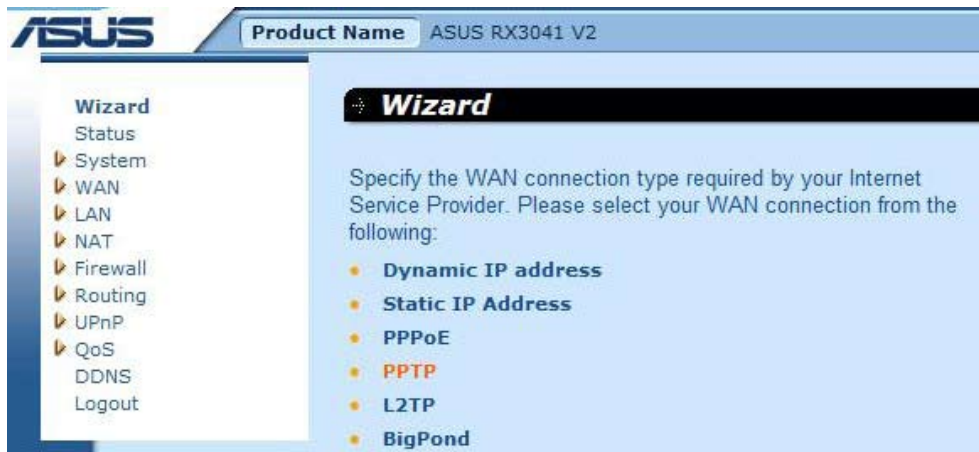 ASUS
Product Name ASUS RX3041 V2
Wizard
Status
System
WAN
LAN
NAT
Firewall
Routing
UPnP
QoS
DDNS
Logout
Wizard
Specify the WAN connection type required by your Internet
Service Provider. Please select your WAN connection from the
following:
Dynamic IP address
Static IP Address
PPPoE
PPTP
L2TP
BigPond